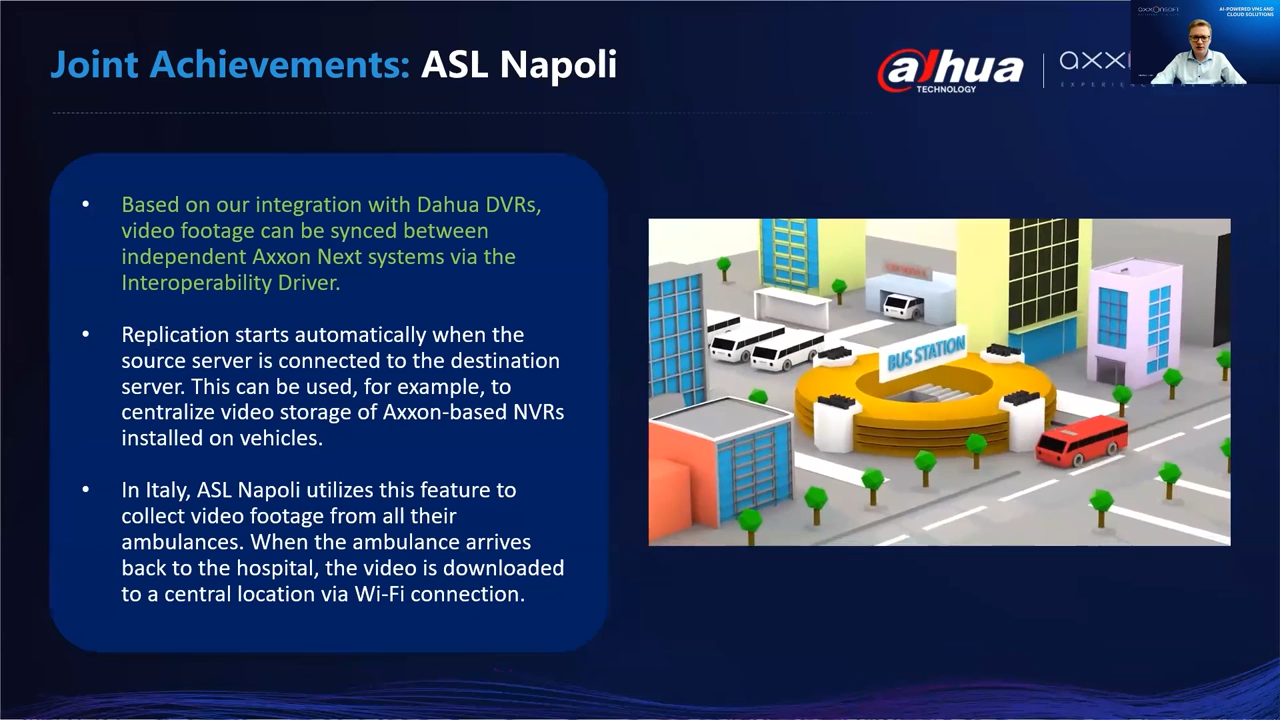 Joint Achievements: ASL Napoli
alhua
TECHNOLOGY
axxonsoft
AI-POWERED VMS AND
CLOUD SOLUTIONS
• Based on our integration with Dahua DVRs,
video footage can be synced between
independent Axxon Next systems via the
Interoperability Driver.
• Replication starts automatically when the
source server is connected to the destination
server. This can be used, for example, to
centralize video storage of Axxon-based NVRs
installed on vehicles.
• In Italy, ASL Napoli utilizes this feature to
collect video footage from all their
ambulances. When the ambulance arrives
back to the hospital, the video is downloaded
to a central location via Wi-Fi connection.
BUS STATION